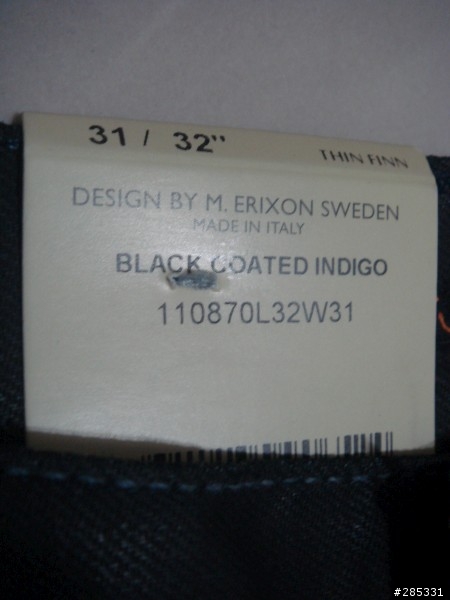 31 / 32" THIN FINN
DESIGN BY M. ERIXON SWEDEN
MADE IN ITALY
BLACK COATED INDIGO
110870L32W31
#285331